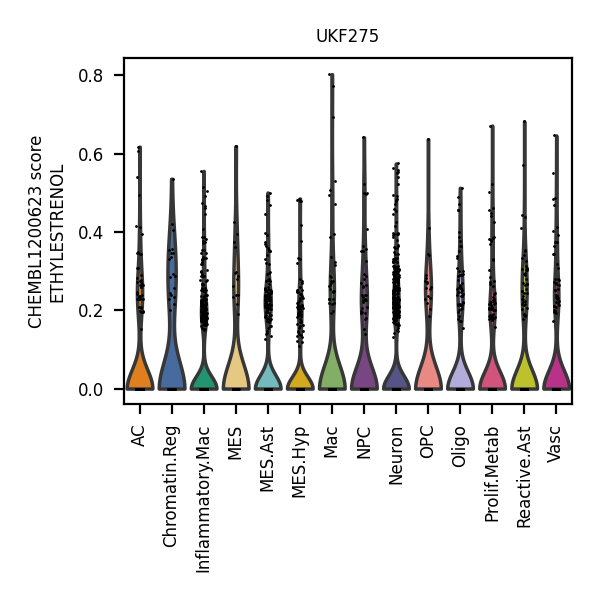 UKF275
CHEMBL1200623 score
ETHYLESTRENOL
0.8
0.6
0.4
0.2
0.0
AC
Chromatin.Reg
Inflammatory.Mac
MES
MES.Ast
MES.Hyp
Mac
NPC
Neuron
OPC
Oligo
Prolif.Metab
Reactive.Ast
Vasc